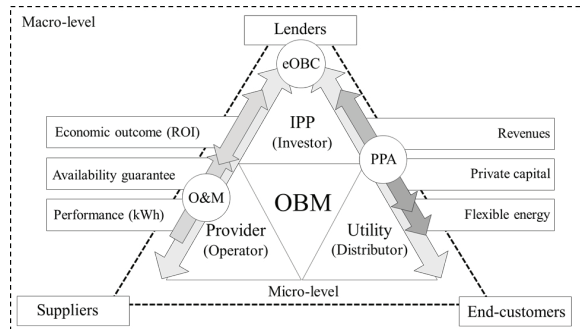 Macro-level
Lenders
eOBC
Economic outcome (ROI)
Availability guarantee
Performance (kWh)
IPP
(Investor)
Revenues
Private capital
Flexible energy
O&M
PPA
OBM
Provider
(Operator)
Utility
(Distributor)
Micro-level
Suppliers
End-customers